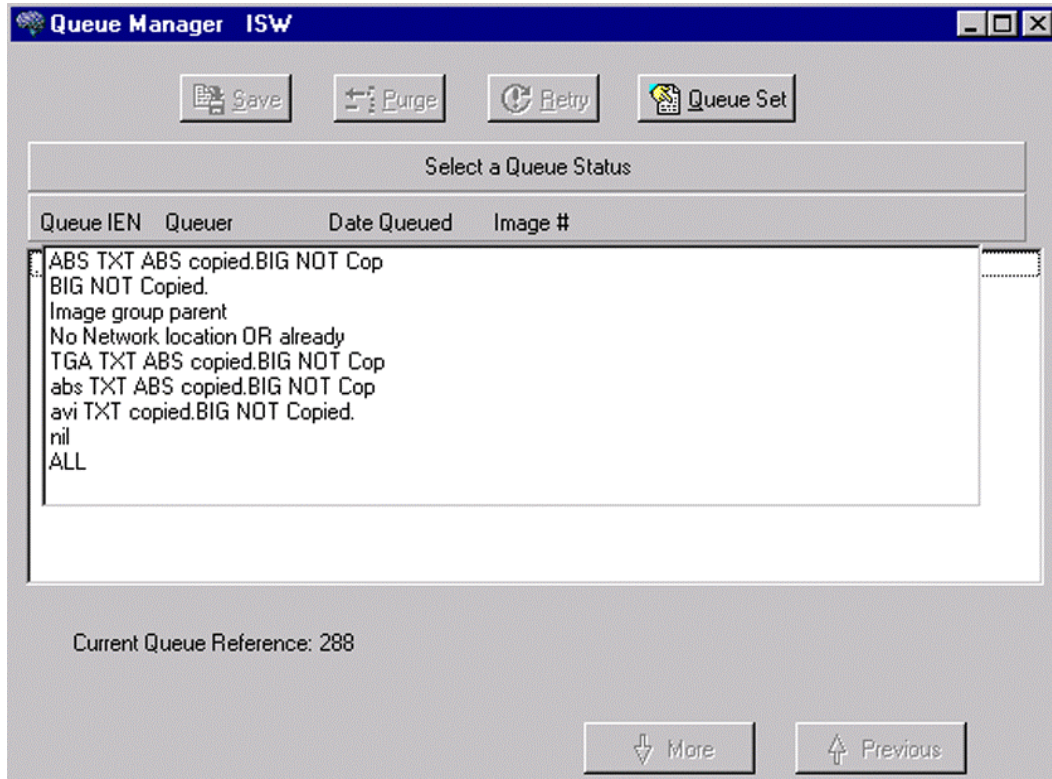 Queue Manager ISW
Save Purge Retry Queue Set
Select a Queue Status
Queue IEN Queuer Date Queued Image #
ABS TXT ABS copied.BIG NOT Cop
BIG NOT Copied.
Image group parent
No Network location OR already
TGA TXT ABS copied.BIG NOT Cop
abs TXT ABS copied.BIG NOT Cop
avi TXT copied.BIG NOT Copied.
nil
ALL
Current Queue Reference: 288
More Previous